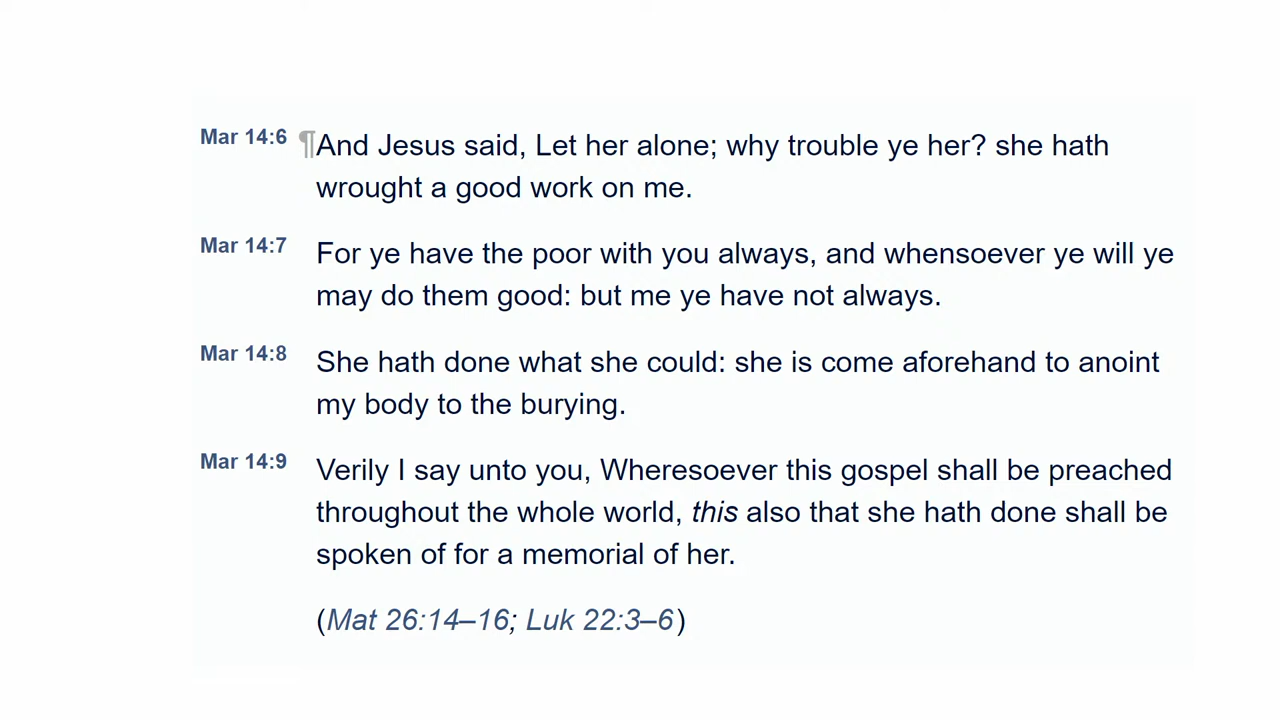 Mar 14:6 ¶And Jesus said, Let her alone; why trouble ye her? she hath
wrought a good work on me.
Mar 14:7 For ye have the poor with you always, and whensoever ye will ye
may do them good: but me ye have not always.
Mar 14:8 She hath done what she could: she is come aforehand to anoint
my body to the burying.
Mar 14:9 Verily I say unto you, Wheresoever this gospel shall be preached
throughout the whole world, this also that she hath done shall be
spoken of for a memorial of her.
(Mat 26:14–16; Luk 22:3–6)